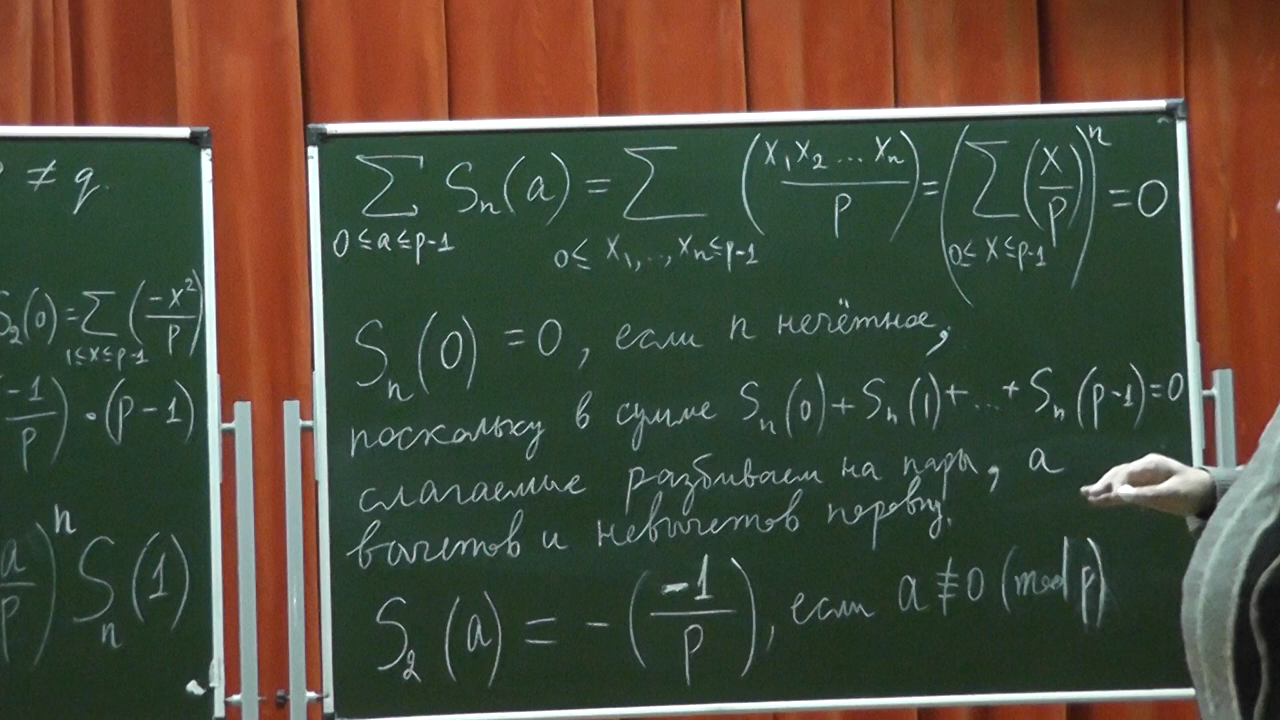 ≠ q.
S₂(0) = ∑ (-x²/p)
1≤x≤p-1
(-1/p) · (p-1)
(a/p)ⁿ Sₙ(1)
∑ Sₙ(a) = ∑ (x₁x₂...xₙ/p) = (∑ (x/p))ⁿ = 0
0≤a≤p-1 0≤x₁,..,xₙ≤p-1 0≤x≤p-1
Sₙ(0) = 0, если n нечётное,
поскольку в сумме Sₙ(0)+Sₙ(1)+...+Sₙ(p-1)=0
слагаемые разбиваем на пары, а
вычетов и невычетов поровну.
S₂(a) = -(-1/p), если a ≢ 0 (mod p)